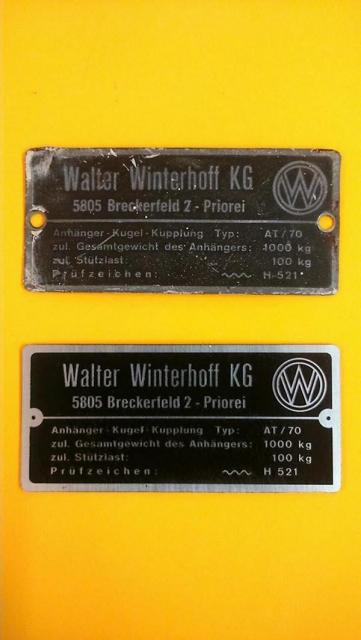 Walter Winterhoff KG
5805 Breckerfeld 2 - Priorei
W
Anhänger-Kugel-Kupplung Typ: AT/70
zul. Gesamtgewicht des Anhängers: 1000 kg
zul. Stützlast: 100 kg
Prüfzeichen: H-521
Walter Winterhoff KG
5805 Breckerfeld 2 - Priorei
W
Anhänger-Kugel-Kupplung Typ: AT/70
zul. Gesamtgewicht des Anhängers: 1000 kg
zul. Stützlast: 100 kg
Prüfzeichen: H 521